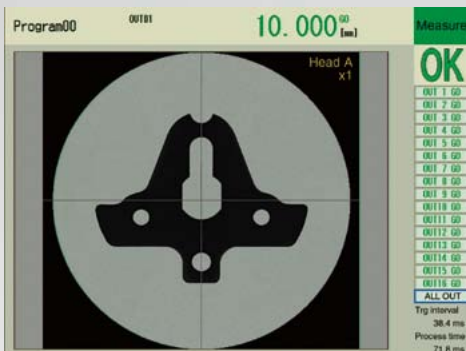 Program00
OUT01
10.000 GO [mm]
Measure
Head A
x1
OK
OUT 1 GO
OUT 2 GO
OUT 3 GO
OUT 4 GO
OUT 5 GO
OUT 6 GO
OUT 7 GO
OUT 8 GO
OUT 9 GO
OUT10 GO
OUT11 GO
OUT12 GO
OUT13 GO
OUT14 GO
OUT15 GO
OUT16 GO
ALL OUT
Trg interval
38.4 ms
Process time
71.8 ms